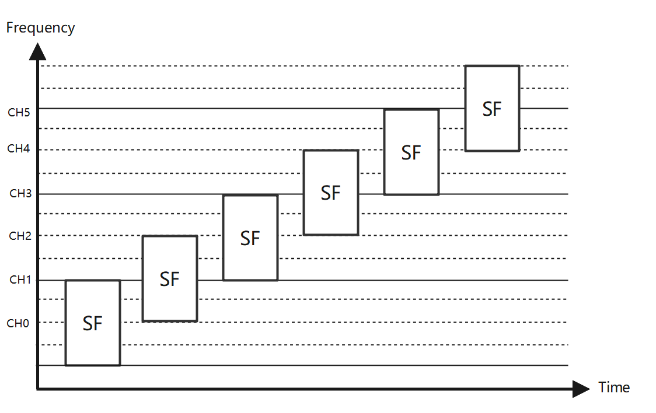 Frequency
SF
CH5
SF
CH4
SF
CH3
SF
CH2
SF
CH1
SF
CH0
Time